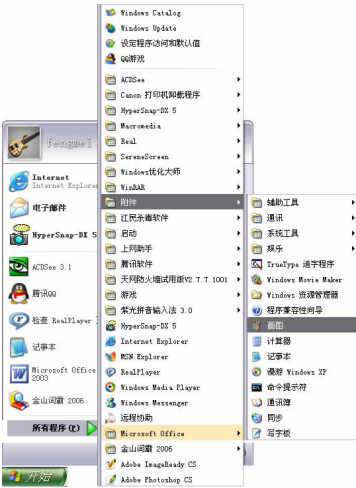 Windows Catalog
Windows Update
设定程序访问和默认值
QQ游戏
ACDSee
Canon 打印机卸载程序
HyperSnap-DX 5
Macromedia
Real
SereneScreen
Windows优化大师
WinRAR
附件
江民杀毒软件
启动
上网助手
腾讯软件
天网防火墙试用版V2.7.7.1001
游戏
紫光拼音输入法 3.0
HyperSnap-DX 5
Internet Explorer
MSN Explorer
RealPlayer
Windows Media Player
Windows Messenger
远程协助
Microsoft Office
金山词霸 2006
Adobe ImageReady CS
Adobe Photoshop CS
Fengmei
Internet
Internet Explorer
电子邮件
HyperSnap-DX 5
ACDSee 3.1
腾讯QQ
检查 RealPlayer
记事本
Microsoft Office
2003
金山词霸 2006
所有程序(P)
开始
辅助工具
通讯
系统工具
娱乐
TrueType 造字程序
Windows Movie Maker
Windows 资源管理器
程序兼容性向导
画图
计算器
记事本
漫游 Windows XP
命令提示符
通讯簿
同步
写字板